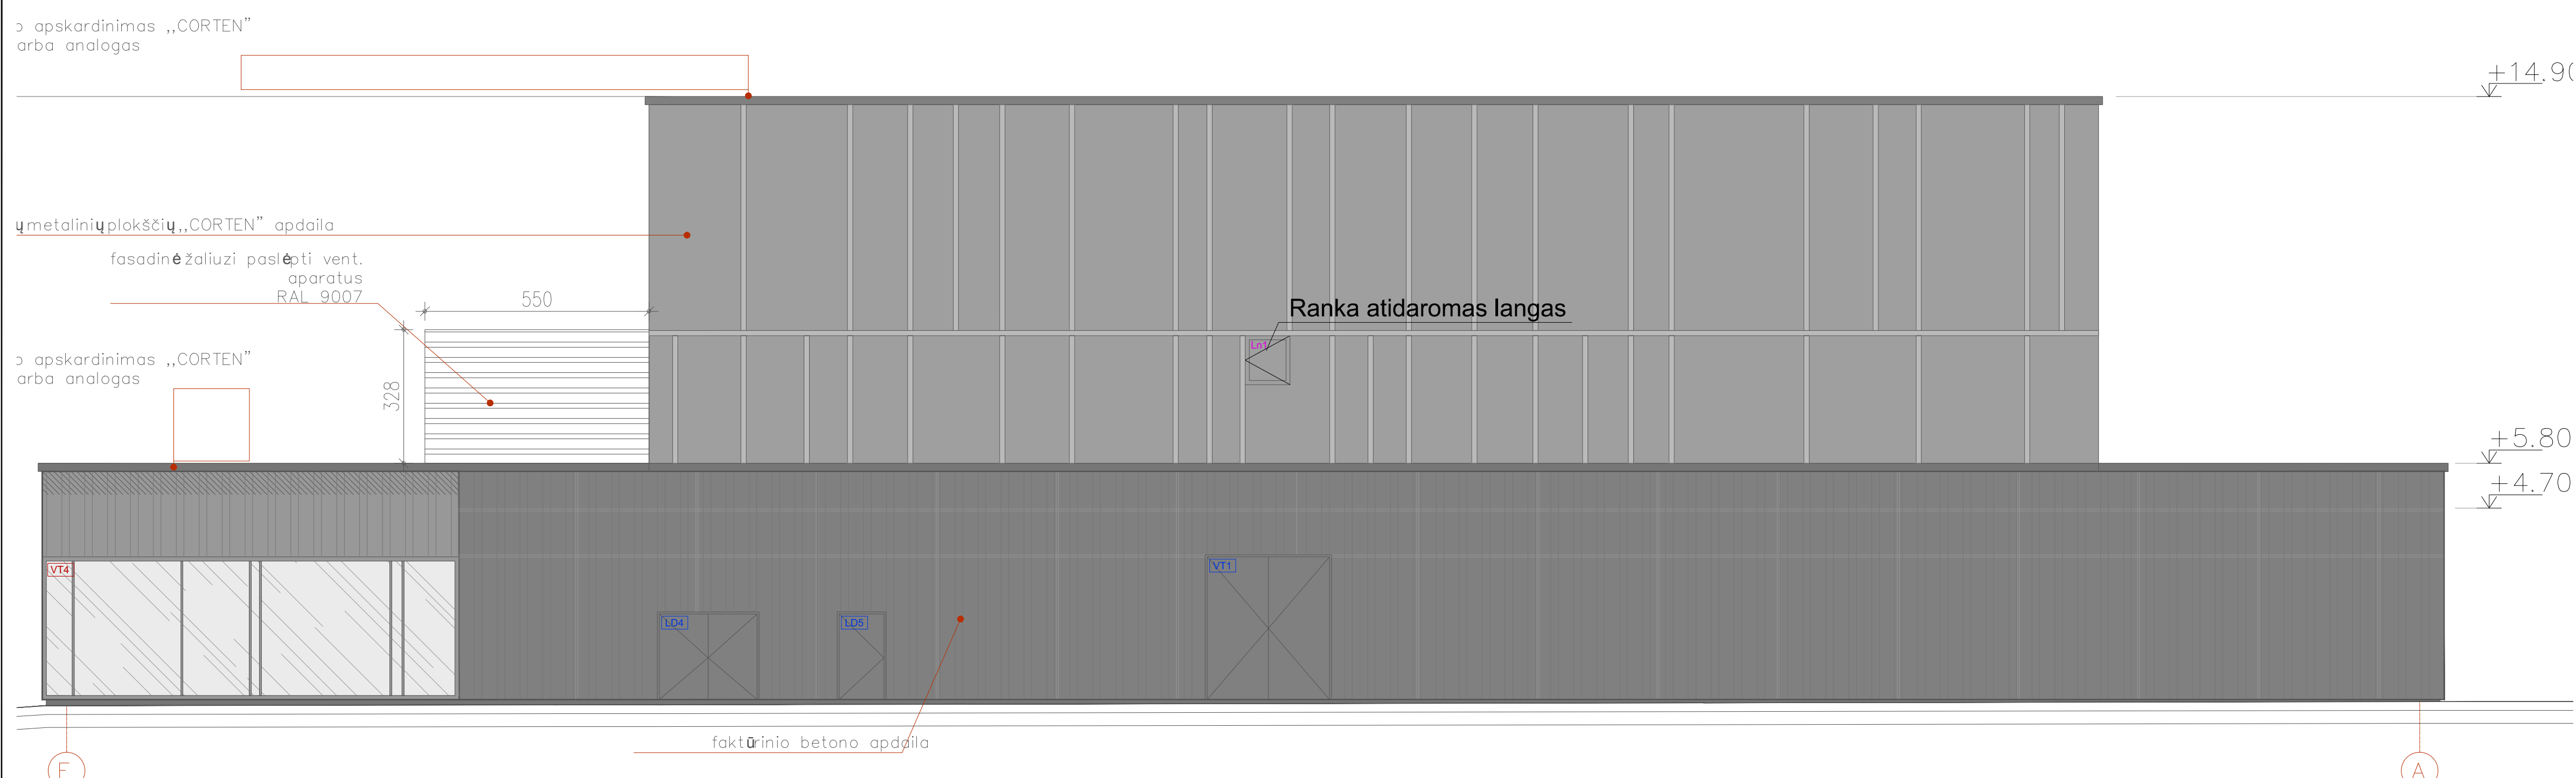 apskardinimas ,,CORTEN”
arba analogas
+14.90
ų metalinių plokščių ,,CORTEN” apdaila
fasadinė žaliuzi paslėpti vent.
aparatus
RAL 9007
550
Ranka atidaromas langas
Ln1
328
apskardinimas ,,CORTEN”
arba analogas
+5.80
+4.70
VT4
VT1
LD4
LD5
faktūrinio betono apdaila
A